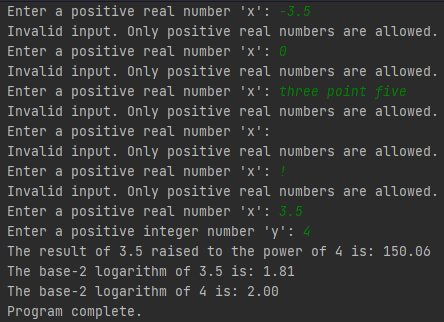 Enter a positive real number 'x': -3.5
Invalid input. Only positive real numbers are allowed.
Enter a positive real number 'x': 0
Invalid input. Only positive real numbers are allowed.
Enter a positive real number 'x': three point five
Invalid input. Only positive real numbers are allowed.
Enter a positive real number 'x':
Invalid input. Only positive real numbers are allowed.
Enter a positive real number 'x': !
Invalid input. Only positive real numbers are allowed.
Enter a positive real number 'x': 3.5
Enter a positive integer number 'y': 4
The result of 3.5 raised to the power of 4 is: 150.06
The base-2 logarithm of 3.5 is: 1.81
The base-2 logarithm of 4 is: 2.00
Program complete.